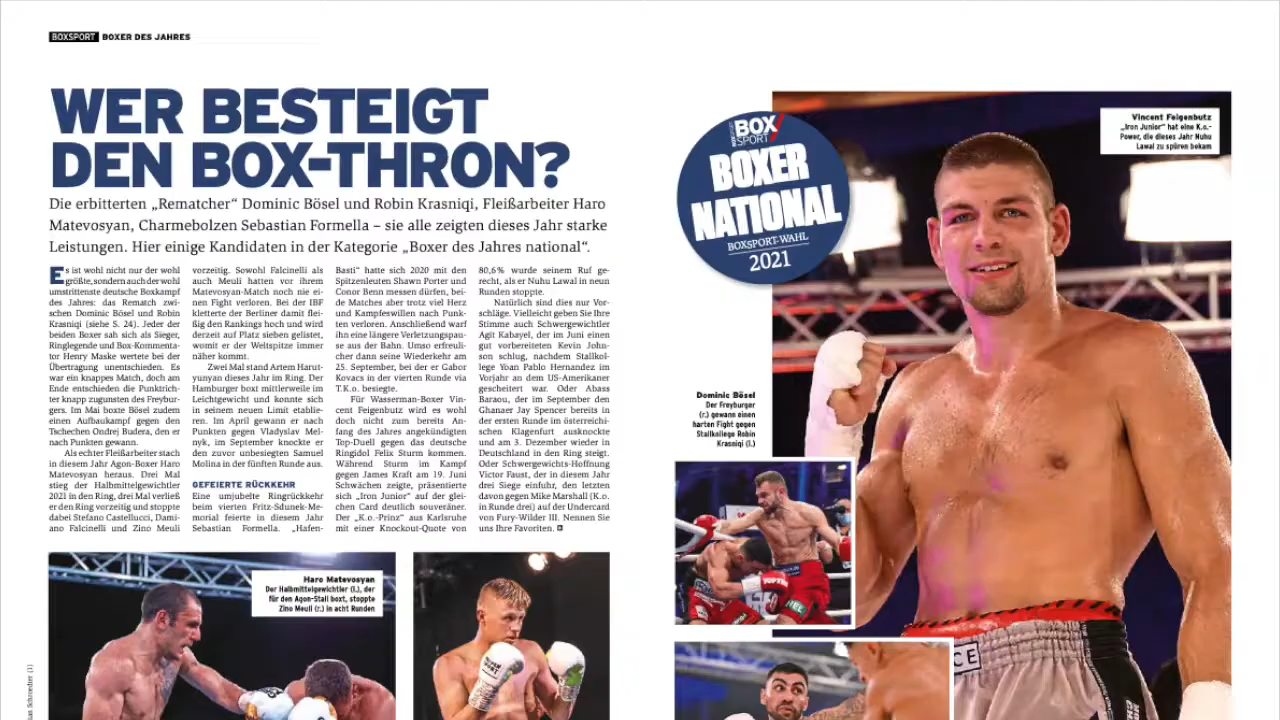 BOXSPORT BOXER DES JAHRES
WER BESTEIGT
DEN BOX-THRON?
Die erbitterten „Rematcher“ Dominic Bösel und Robin Krasniqi, Fleißarbeiter Haro
Matevosyan, Charmebolzen Sebastian Formella – sie alle zeigten dieses Jahr starke
Leistungen. Hier einige Kandidaten in der Kategorie „Boxer des Jahres national“.
Es ist wohl nicht nur der wohl
größte, sondern auch der wohl
umstrittenste deutsche Boxkampf
des Jahres: das Rematch zwi-
schen Dominic Bösel und Robin
Krasniqi (siehe S. 24). Jeder der
beiden Boxer sah sich als Sieger,
Ringlegende und Box-Kommenta-
tor Henry Maske wertete bei der
Übertragung unentschieden. Es
war ein knappes Match, doch am
Ende entschieden die Punktrich-
ter knapp zugunsten des Freybur-
gers. Im Mai boxte Bösel zudem
einen Aufbaukampf gegen den
Tschechen Ondrej Budera, den er
nach Punkten gewann.
Als echter Fleißarbeiter stach
in diesem Jahr Agon-Boxer Haro
Matevosyan heraus. Drei Mal
stieg der Halbmittelgewichtler
2021 in den Ring, drei Mal verließ
er den Ring vorzeitig und stoppte
dabei Stefano Castellucci, Dami-
ano Falcinelli und Zino Meuli
vorzeitig. Sowohl Falcinelli als
auch Meuli hatten vor ihrem
Matevosyan-Match noch nie ei-
nen Fight verloren. Bei der IBF
kletterte der Berliner damit flei-
ßig den Rankings hoch und wird
derzeit auf Platz sieben gelistet,
womit er der Weltspitze immer
näher kommt.
Zwei Mal stand Artem Harut-
yunyan dieses Jahr im Ring. Der
Hamburger boxt mittlerweile im
Leichtgewicht und konnte sich
in seinem neuen Limit etablie-
ren. Im April gewann er nach
Punkten gegen Vladyslav Mel-
nyk, im September knockte er
den zuvor unbesiegten Samuel
Molina in der fünften Runde aus.
GEFEIERTE RÜCKKEHR
Eine umjubelte Ringrückkehr
beim vierten Fritz-Sdunek-Me-
morial feierte in diesem Jahr
Sebastian Formella. „Hafen-
Basti“ hatte sich 2020 mit den
Spitzenleuten Shawn Porter und
Conor Benn messen dürfen, bei-
de Matches aber trotz viel Herz
und Kampfeswillen nach Punk-
ten verloren. Anschließend warf
ihn eine längere Verletzungspau-
se aus der Bahn. Umso erfreuli-
cher dann seine Wiederkehr am
25. September, bei der er Gabor
Kovacs in der vierten Runde via
T.K.o. besiegte.
Für Wasserman-Boxer Vin-
cent Feigenbutz wird es wohl
doch nicht zum bereits An-
fang des Jahres angekündigten
Top-Duell gegen das deutsche
Ringidol Felix Sturm kommen.
Während Sturm im Kampf
gegen James Kraft am 19. Juni
Schwächen zeigte, präsentierte
sich „Iron Junior“ auf der glei-
chen Card deutlich souveräner.
Der „K.o.-Prinz“ aus Karlsruhe
mit einer Knockout-Quote von
80,6 % wurde seinem Ruf ge-
recht, als er Nuhu Lawal in neun
Runden stoppte.
Natürlich sind dies nur Vor-
schläge. Vielleicht geben Sie Ihre
Stimme auch Schwergewichtler
Agit Kabayel, der im Juni einen
gut vorbereiteten Kevin John-
son schlug, nachdem Stallkol-
lege Yoan Pablo Hernandez im
Vorjahr an dem US-Amerikaner
gescheitert war. Oder Abass
Baraou, der im September den
Ghanaer Jay Spencer bereits in
der ersten Runde im österreichi-
schen Klagenfurt ausknockte
und am 3. Dezember wieder in
Deutschland in den Ring steigt.
Oder Schwergewichts-Hoffnung
Victor Faust, der in diesem Jahr
drei Siege einfuhr, den letzten
davon gegen Mike Marshall (K.o.
in Runde drei) auf der Undercard
von Fury-Wilder III. Nennen Sie
uns Ihre Favoriten.
BOX
SPORT
BOXER
NATIONAL
BOXSPORT-WAHL
2021
Vincent Feigenbutz
„Iron Junior“ hat eine K.o.-
Power, die dieses Jahr Nuhu
Lawal zu spüren bekam
Dominic Bösel
Der Freyburger
(r.) gewann einen
harten Fight gegen
Stallkollege Robin
Krasniqi (l.)
Haro Matevosyan
Der Halbmittelgewichtler (l.), der
für den Agon-Stall boxt, stoppte
Zino Meuli (r.) in acht Runden